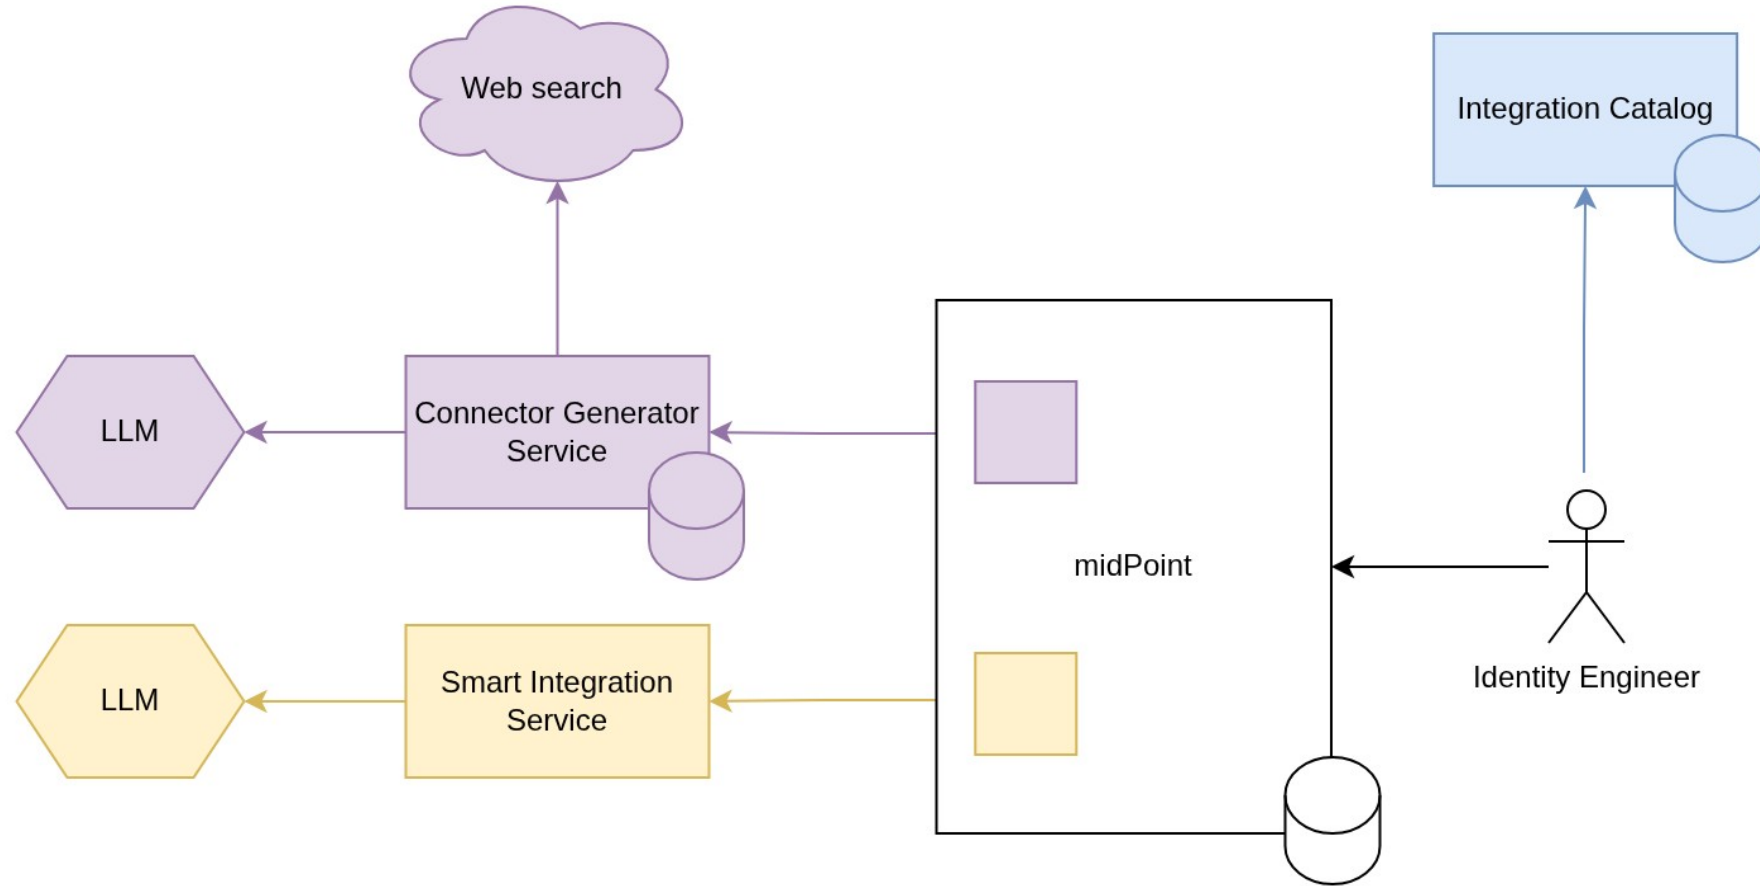 Web search
Integration Catalog
LLM
Connector Generator
Service
midPoint
Identity Engineer
LLM
Smart Integration
Service